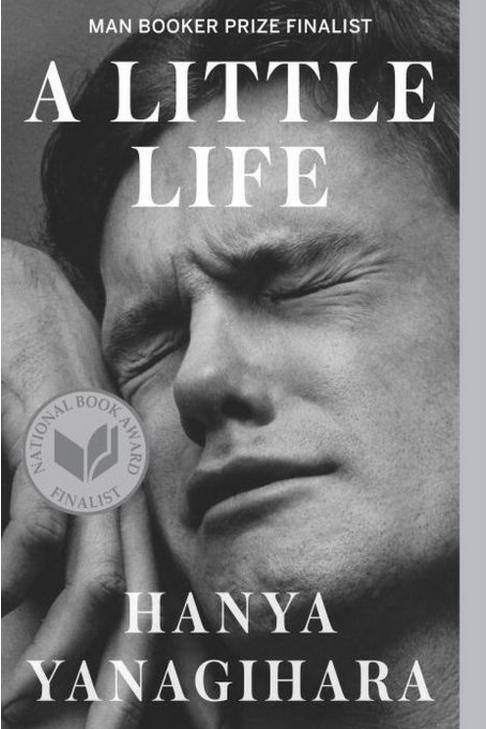 MAN BOOKER PRIZE FINALIST
A LITTLE
LIFE
NATIONAL BOOK AWARD
FINALIST
HANYA
YANAGIHARA